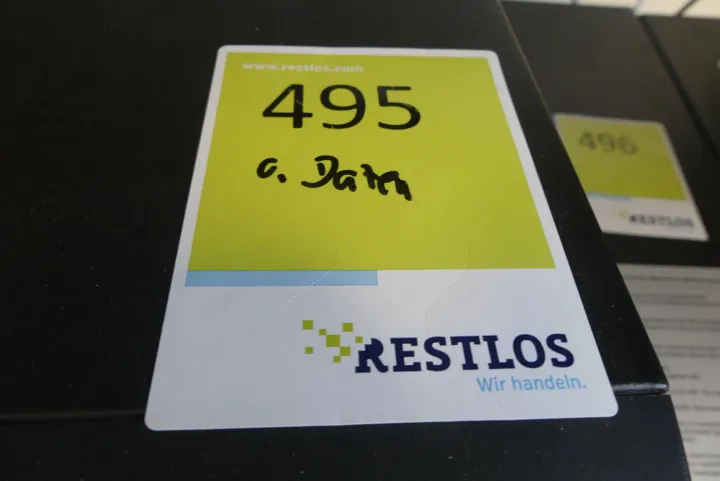 www.restlos.com
495
o. Daten
RESTLOS
Wir handeln.
496
RESTLOS